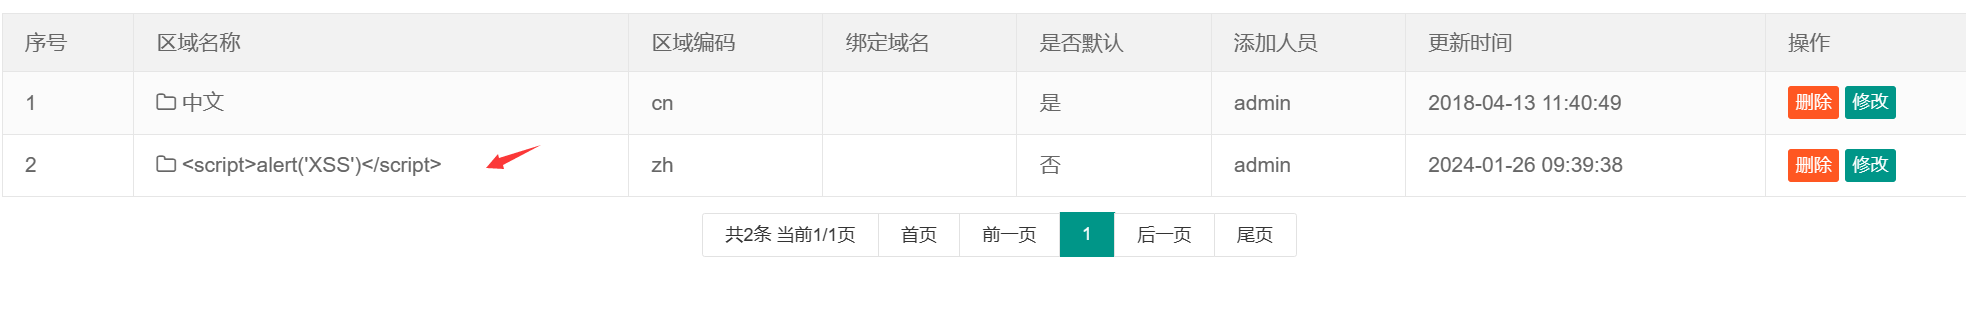 序号 区域名称 区域编码 绑定域名 是否默认 添加人员 更新时间 操作
1 中文 cn 是 admin 2018-04-13 11:40:49 删除 修改
2 <script>alert('XSS')</script> zh 否 admin 2024-01-26 09:39:38 删除 修改
共2条 当前1/1页 首页 前一页 1 后一页 尾页